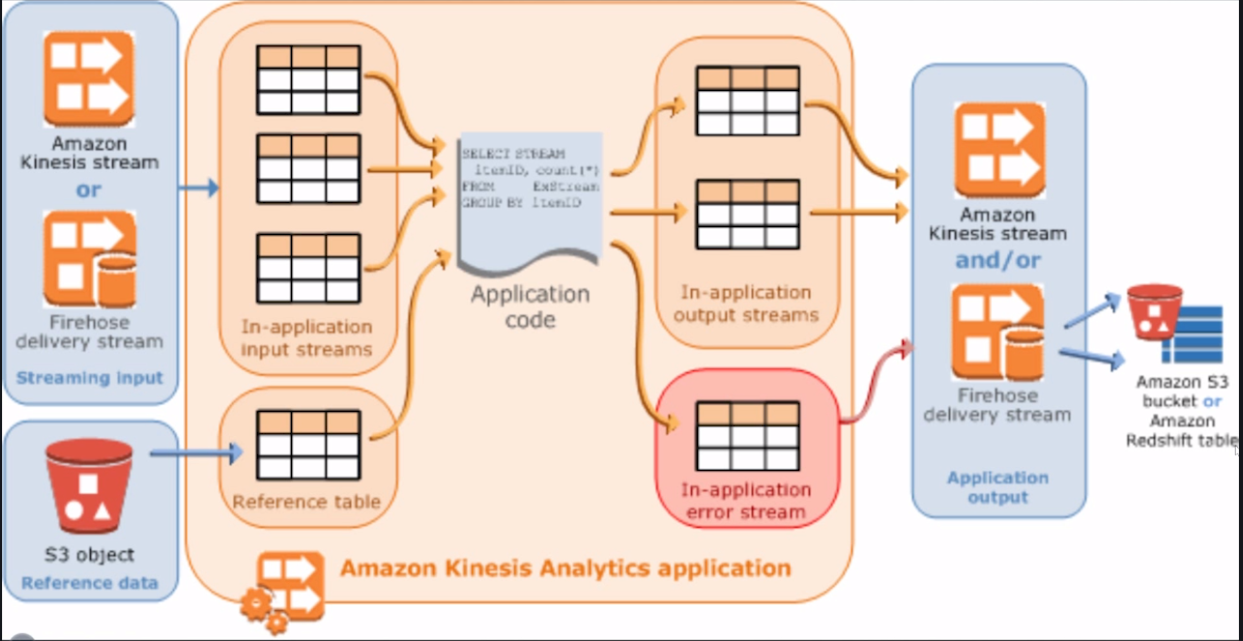 Amazon
Kinesis stream
or
Firehose
delivery stream
Streaming input
S3 object
Reference data
In-application
input streams
Reference table
SELECT STREAM
ItemID, count(*)
FROM ExStream
GROUP BY ItemID
Application
code
In-application
output streams
In-application
error stream
Amazon Kinesis Analytics application
Amazon
Kinesis stream
and/or
Firehose
delivery stream
Application
output
Amazon S3
bucket or
Amazon
Redshift table